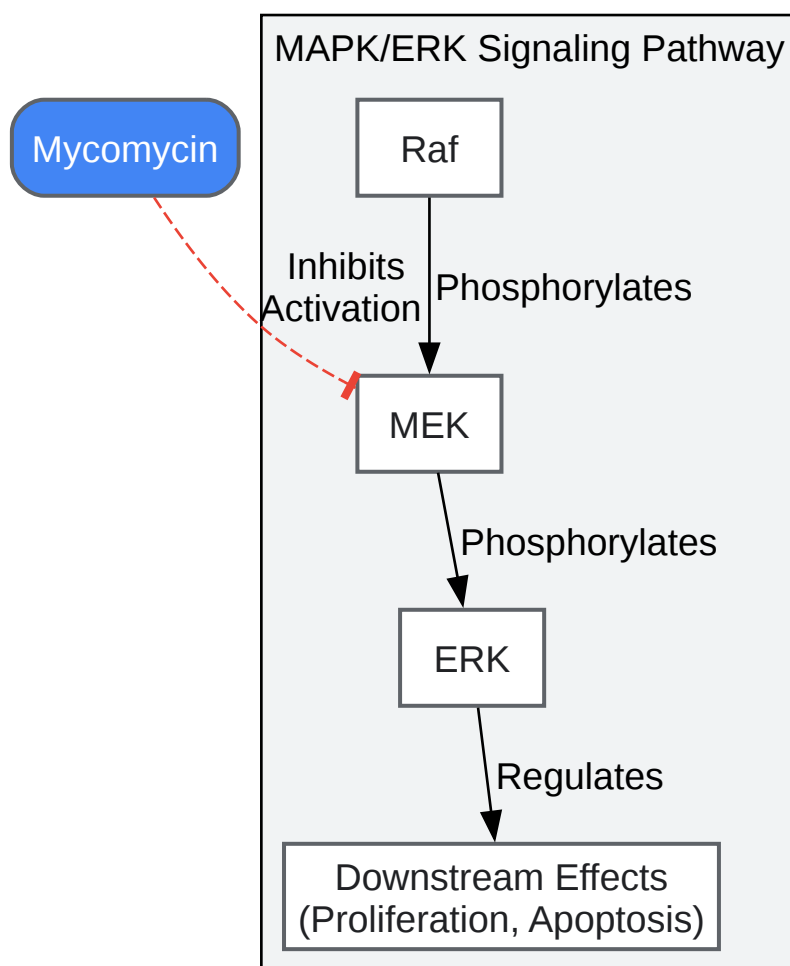 MAPK/ERK Signaling Pathway
Mycomycin
Raf
Inhibits
Activation
Phosphorylates
MEK
Phosphorylates
ERK
Regulates
Downstream Effects
(Proliferation, Apoptosis)